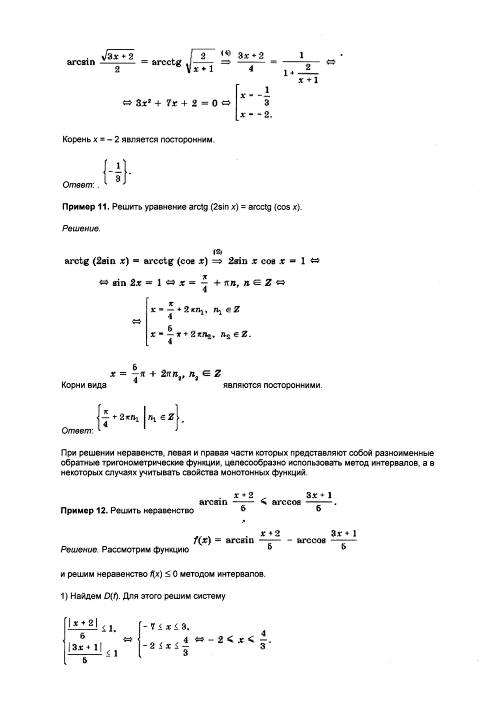 arcsin √(3x + 2)/2 = arcctg √(2/(x + 1)) ⇒(4) (3x + 2)/4 = 1/(1 + 2/(x + 1)) ⇔
⇔ 3x² + 7x + 2 = 0 ⇔ [x = – 1/3
x = – 2.
Корень x = – 2 является посторонним.
Ответ: . {– 1/3}.
Пример 11. Решить уравнение arctg (2sin x) = arcctg (cos x).
Решение.
arctg (2sin x) = arcctg (cos x) ⇒(2) 2sin x cos x = 1 ⇔
⇔ sin 2x = 1 ⇔ x = π/4 + πn, n ∈ Z ⇔
⇔ [x = π/4 + 2πn₁, n₁ ∈ Z
x = 5/4 π + 2πn₂, n₂ ∈ Z.
Корни вида x = 5/4 π + 2πn₂, n₂ ∈ Z являются посторонними.
Ответ: {π/4 + 2πn₁ | n₁ ∈ Z}.
При решении неравенств, левая и правая части которых представляют собой разноименные
обратные тригонометрические функции, целесообразно использовать метод интервалов, а в
некоторых случаях учитывать свойства монотонных функций.
Пример 12. Решить неравенство arcsin (x + 2)/5 ⩽ arccos (3x + 1)/5.
Решение. Рассмотрим функцию f(x) = arcsin (x + 2)/5 – arccos (3x + 1)/5
и решим неравенство f(x) ≤ 0 методом интервалов.
1) Найдем D(f). Для этого решим систему
{|x + 2|/5 ≤ 1, ⇔ {– 7 ≤ x ≤ 3, ⇔ – 2 ⩽ x ⩽ 4/3.
|3x + 1|/5 ≤ 1 – 2 ≤ x ≤ 4/3